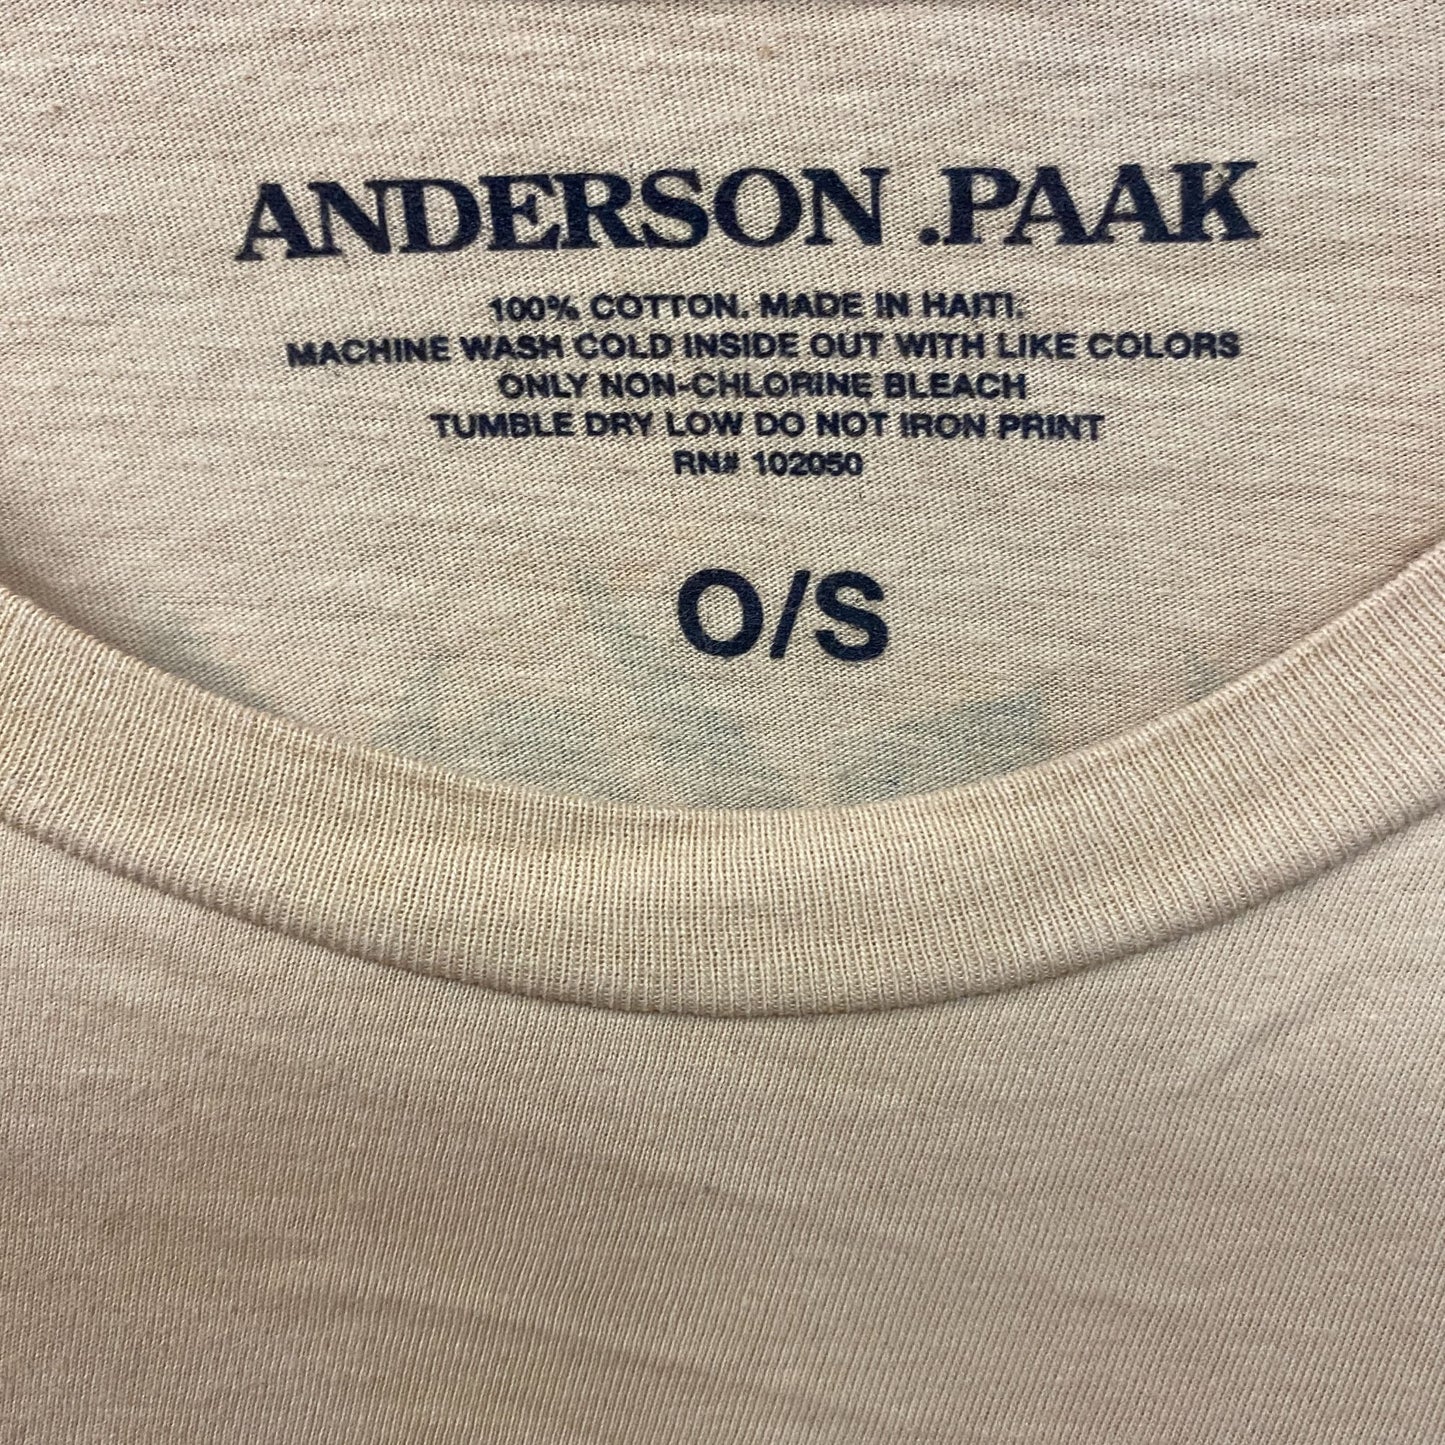 ANDERSON .PAAK
100% COTTON. MADE IN HAITI.
MACHINE WASH COLD INSIDE OUT WITH LIKE COLORS
ONLY NON-CHLORINE BLEACH
TUMBLE DRY LOW DO NOT IRON PRINT
RN# 102050
O/S